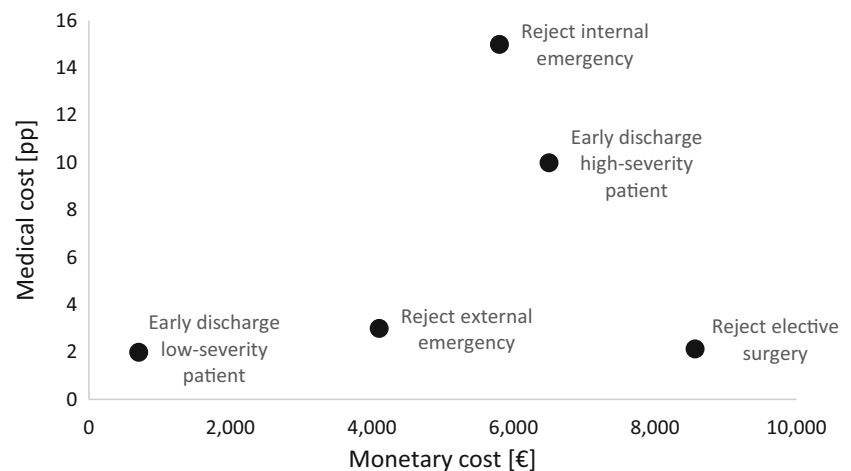 Medical cost [pp]
16
14
12
10
8
6
4
2
0
Reject internal
emergency
Early discharge
high-severity
patient
Early discharge
low-severity
patient
Reject external
emergency
Reject elective
surgery
0
2,000
4,000
6,000
8,000
10,000
Monetary cost [€]